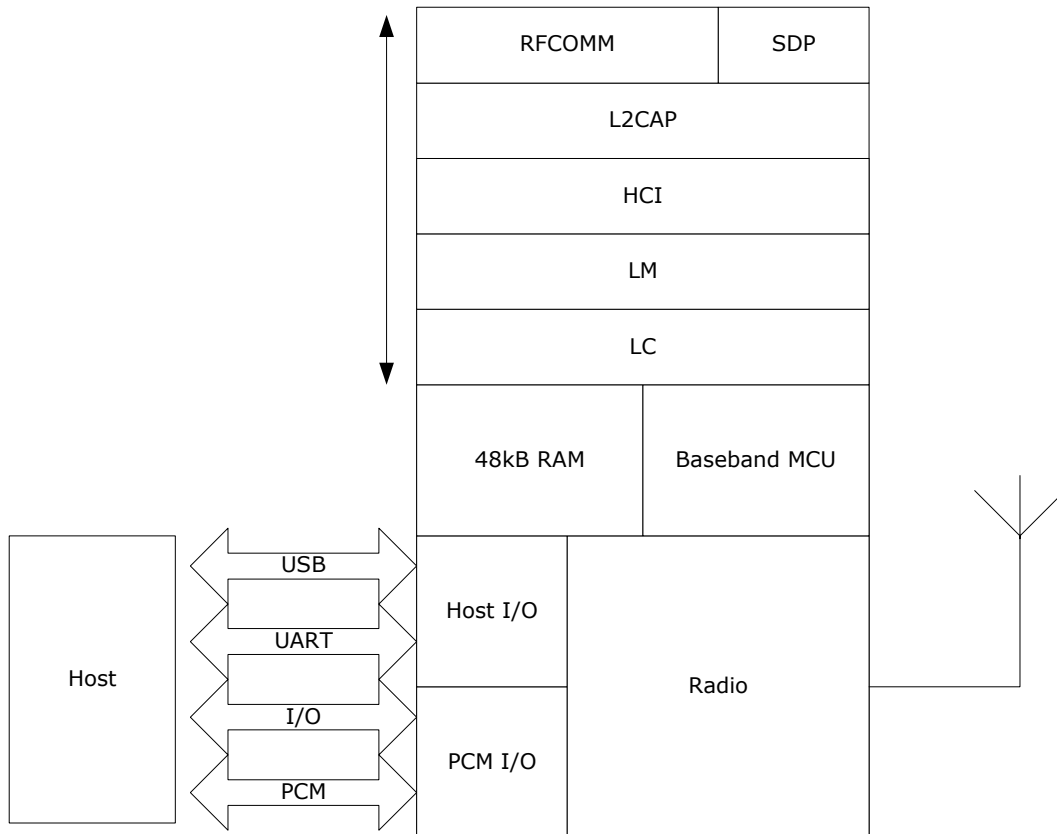 RFCOMM
SDP
L2CAP
HCI
LM
LC
48kB RAM
Baseband MCU
USB
Host I/O
UART
Host
Radio
I/O
PCM I/O
PCM